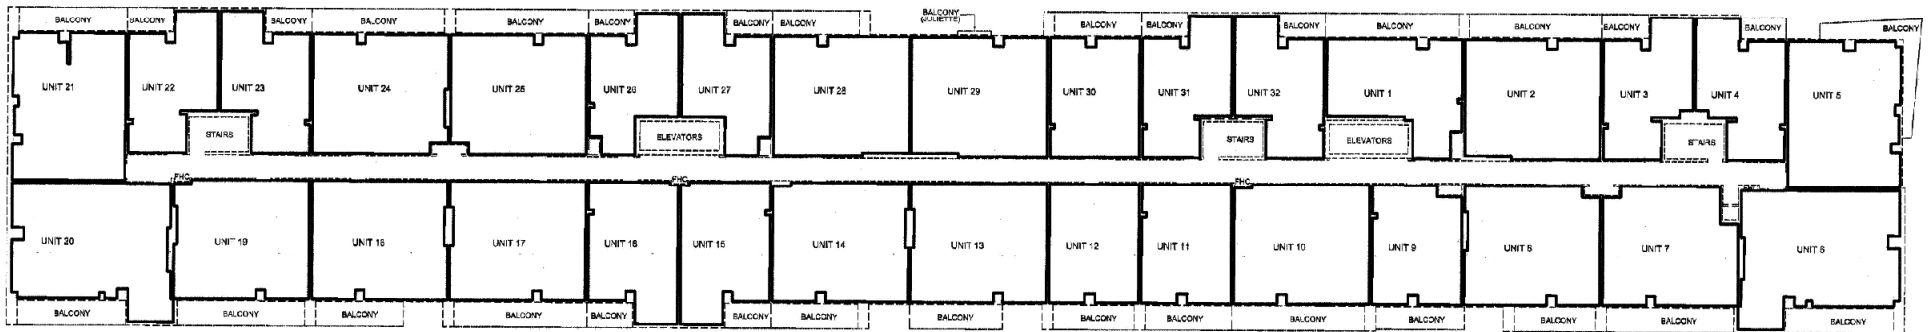 BALCONY BALCONY BALCONY BALCONY BALCONY BALCONY BALCONY BALCONY BALCONY
(JULIETTE) BALCONY BALCONY BALCONY BALCONY BALCONY BALCONY BALCONY BALCONY
UNIT 21 UNIT 22 UNIT 23 UNIT 24 UNIT 25 UNIT 26 UNIT 27 UNIT 28 UNIT 29 UNIT 30 UNIT 31 UNIT 32 UNIT 1 UNIT 2 UNIT 3 UNIT 4 UNIT 5
STAIRS ELEVATORS STAIRS ELEVATORS STAIRS
FHC FHC FHC
UNIT 20 UNIT 19 UNIT 18 UNIT 17 UNIT 16 UNIT 15 UNIT 14 UNIT 13 UNIT 12 UNIT 11 UNIT 10 UNIT 9 UNIT 8 UNIT 7 UNIT 6
BALCONY BALCONY BALCONY BALCONY BALCONY BALCONY BALCONY BALCONY BALCONY BALCONY BALCONY BALCONY BALCONY BALCONY BALCONY